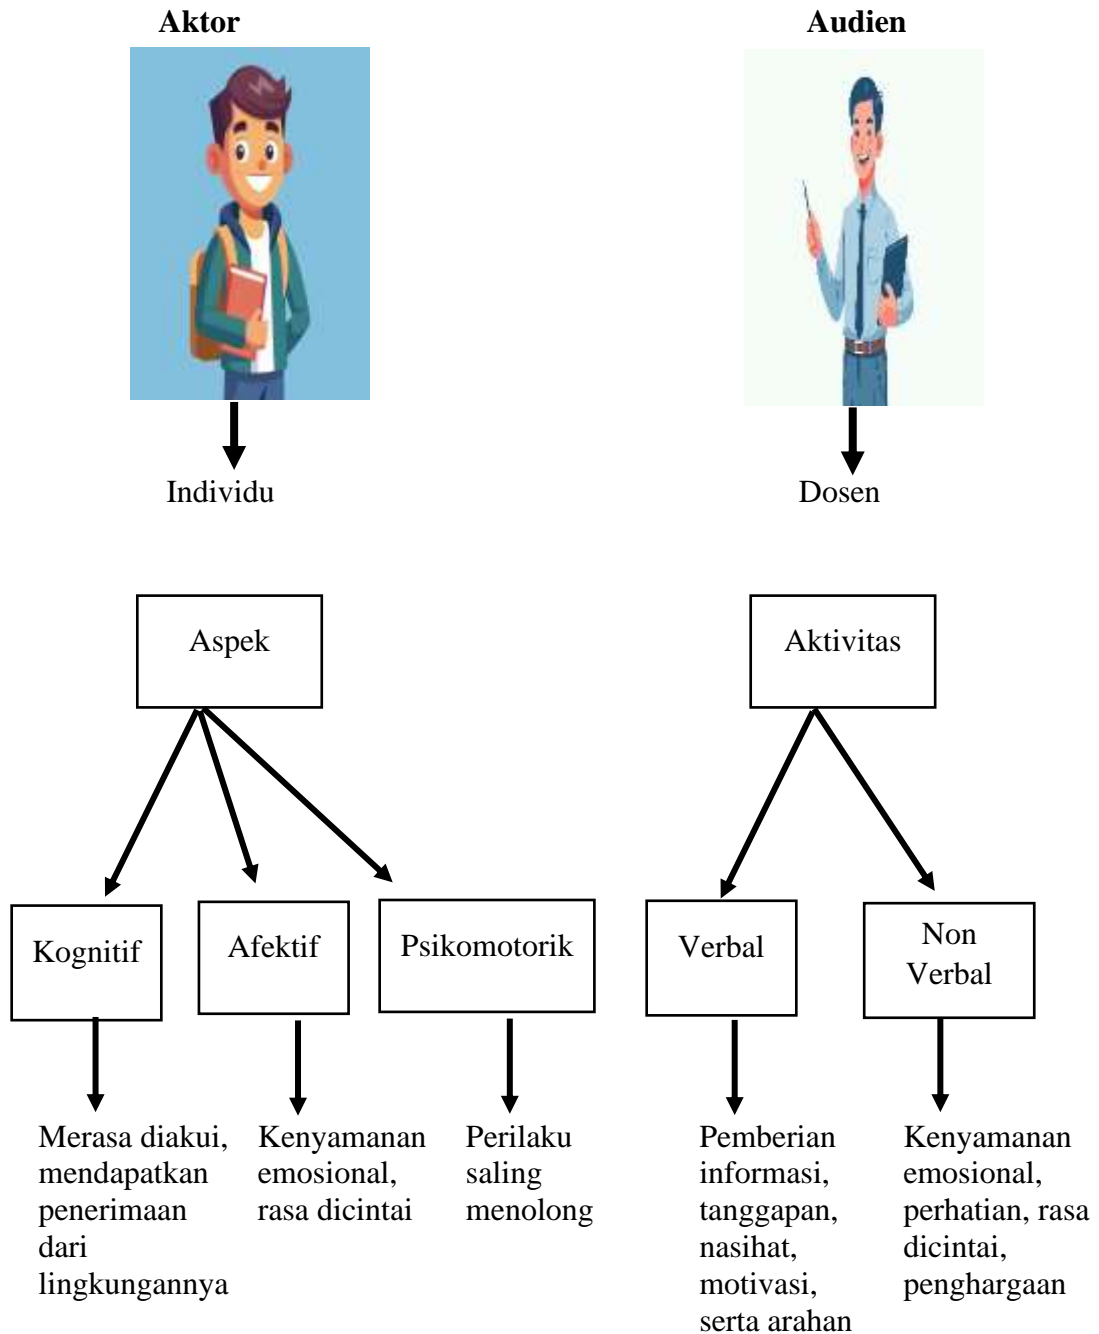 Aktor
Audien
Individu
Dosen
Aspek
Aktivitas
Kognitif
Afektif
Psikomotorik
Verbal
Non
Verbal
Merasa diakui,
mendapatkan
penerimaan
dari
lingkungannya
Kenyamanan
emosional,
rasa dicintai
Perilaku
saling
menolong
Pemberian
informasi,
tanggapan,
nasihat,
motivasi,
serta arahan
Kenyamanan
emosional,
perhatian, rasa
dicintai,
penghargaan